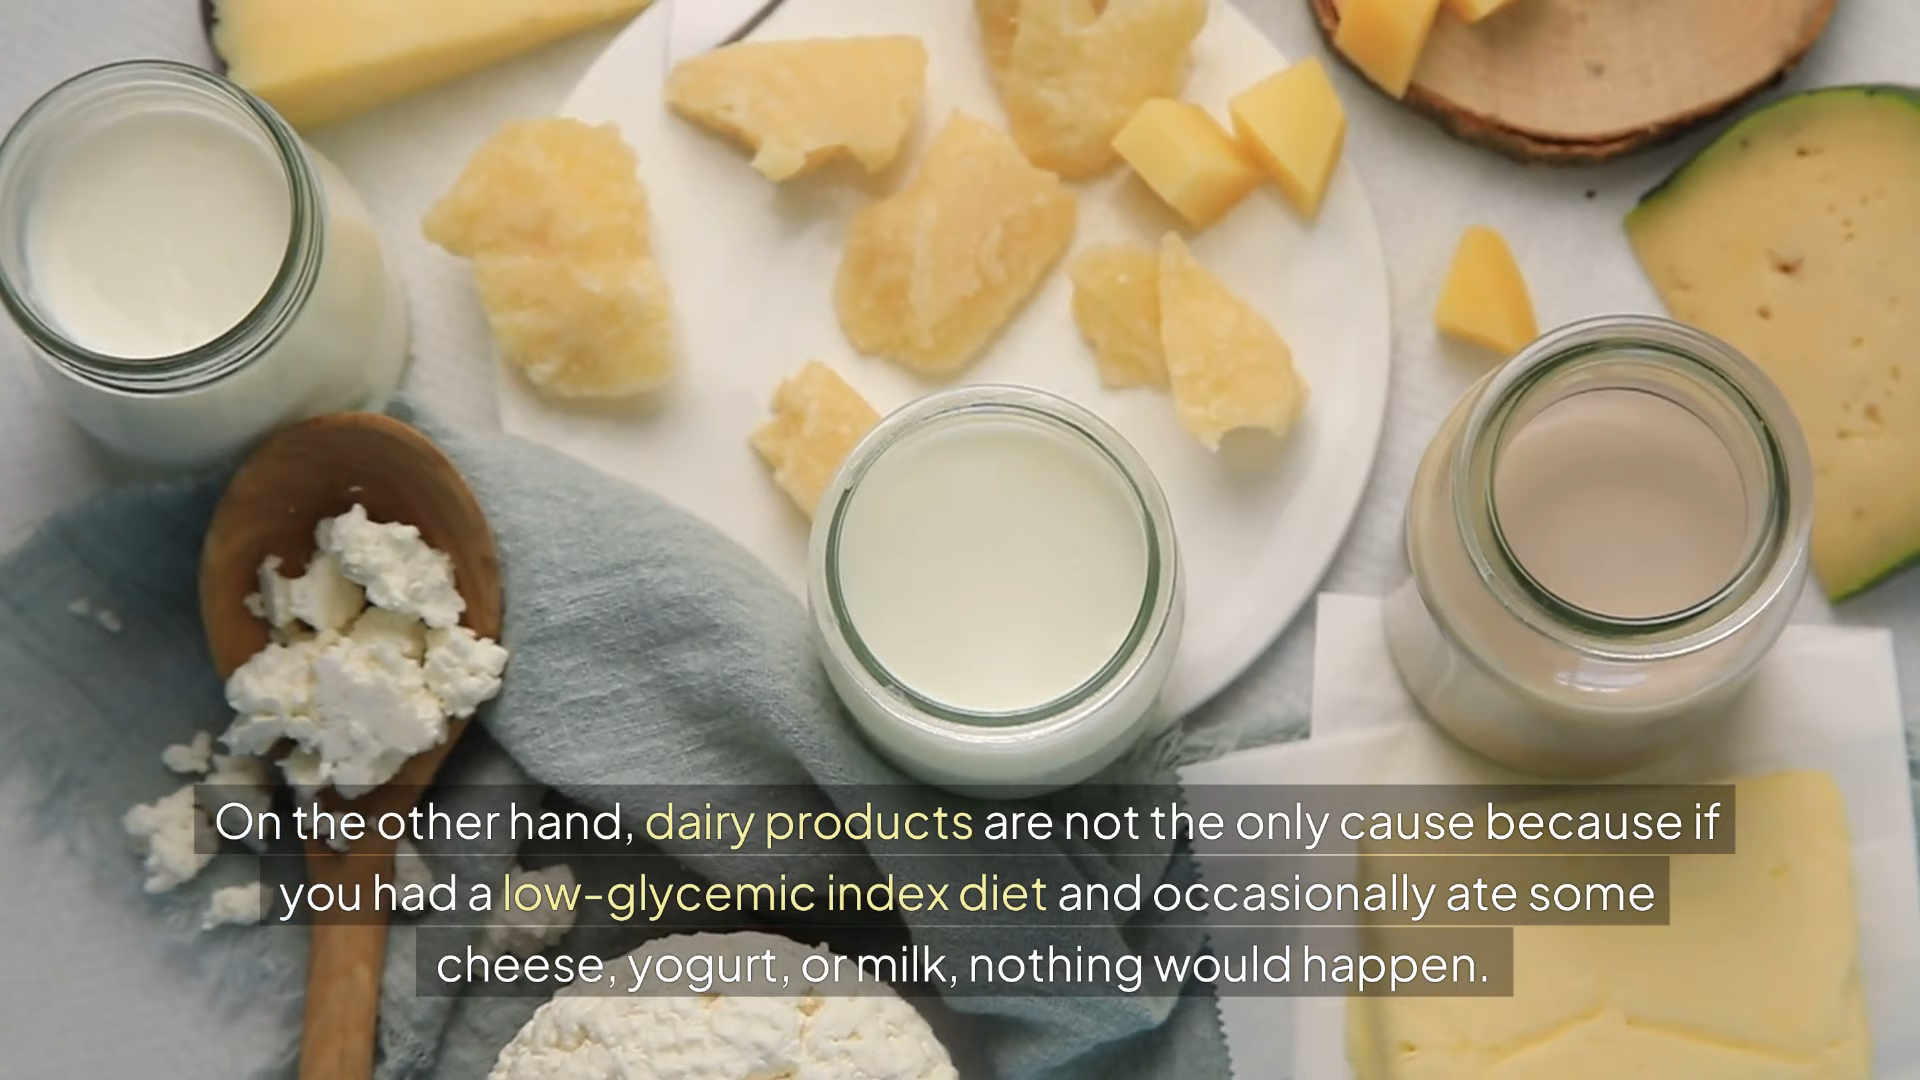 On the other hand, dairy products are not the only cause because if
you had a low-glycemic index diet and occasionally ate some
cheese, yogurt, or milk, nothing would happen.